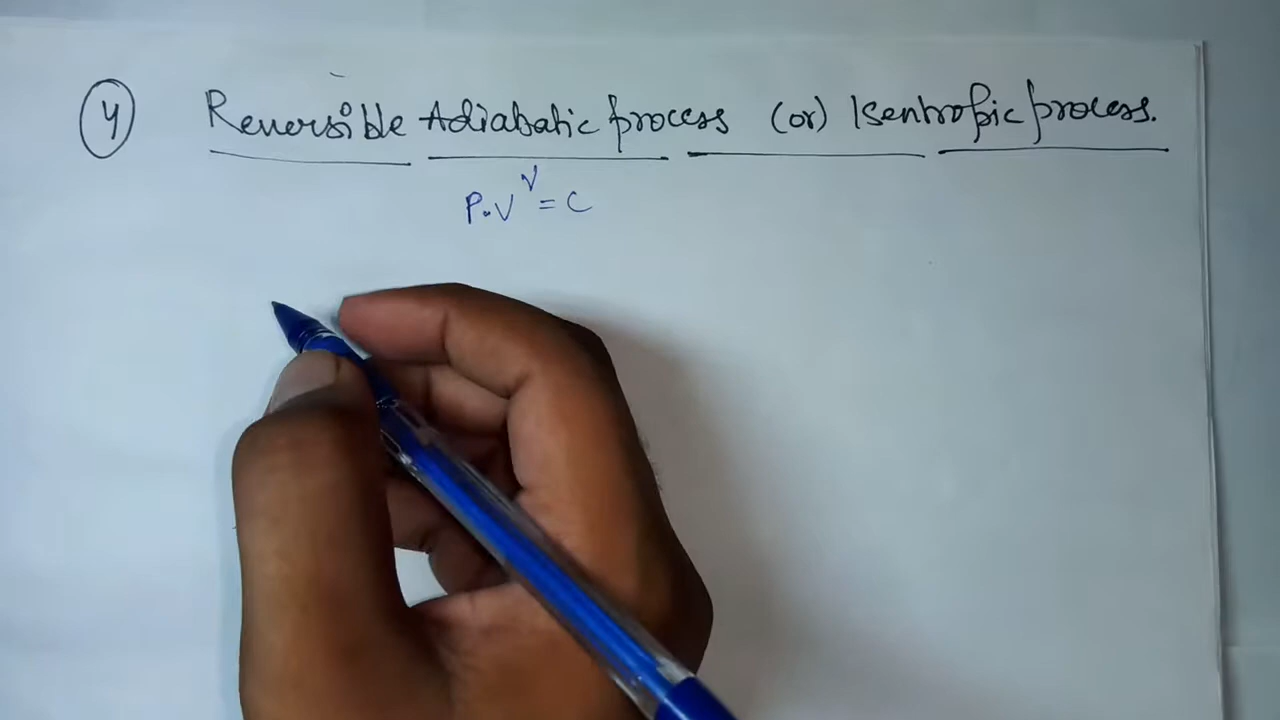 4 Reversible Adiabatic process (or) Isentropic process.
P.V^γ = C